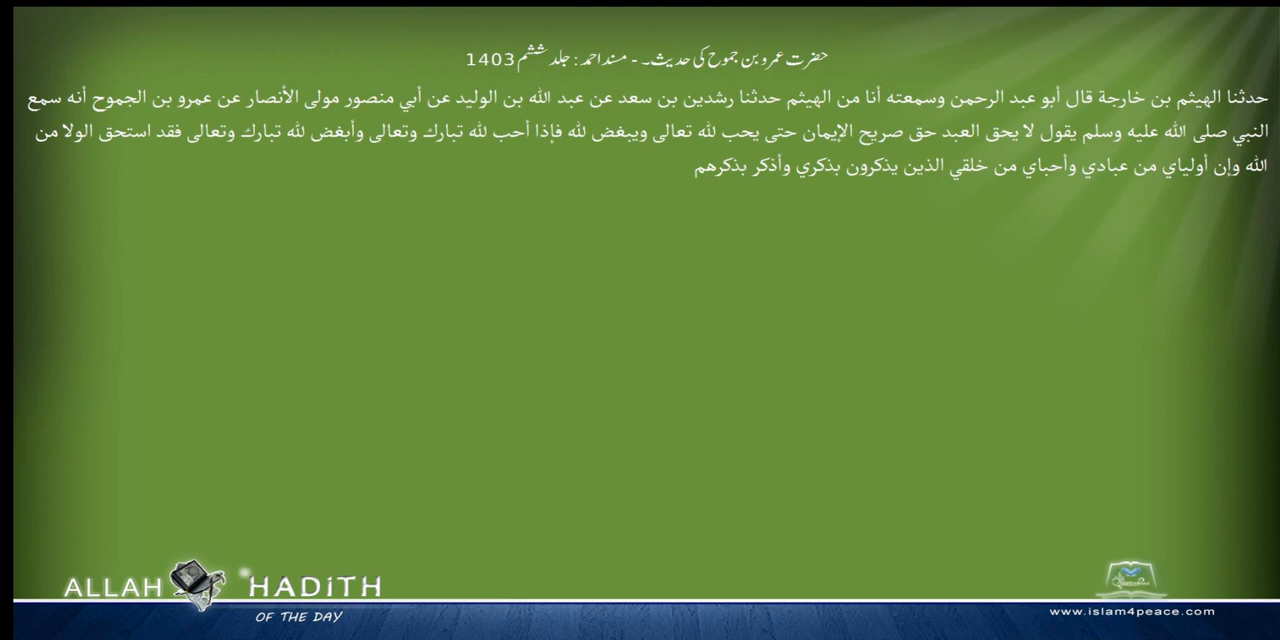 حضرت عمرو بن جموح کی حدیث۔ - مسند احمد: جلد ششم 1403
حدثنا الهيثم بن خارجة قال أبو عبد الرحمن وسمعته أنا من الهيثم حدثنا رشدين بن سعد عن عبد الله بن الوليد عن أبي منصور مولى الأنصار عن عمرو بن الجموح أنه سمع
النبي صلى الله عليه وسلم يقول لا يحق العبد حق صريح الإيمان حتى يحب لله تعالى ويبغض لله فإذا أحب لله تبارك وتعالى وأبغض لله تبارك وتعالى فقد استحق الولا من
الله وإن أولياي من عبادي وأحباي من خلقي الذين يذكرون بذكري وأذكر بذكرهم
ALLAH HADITH
OF THE DAY
www.islam4peace.com